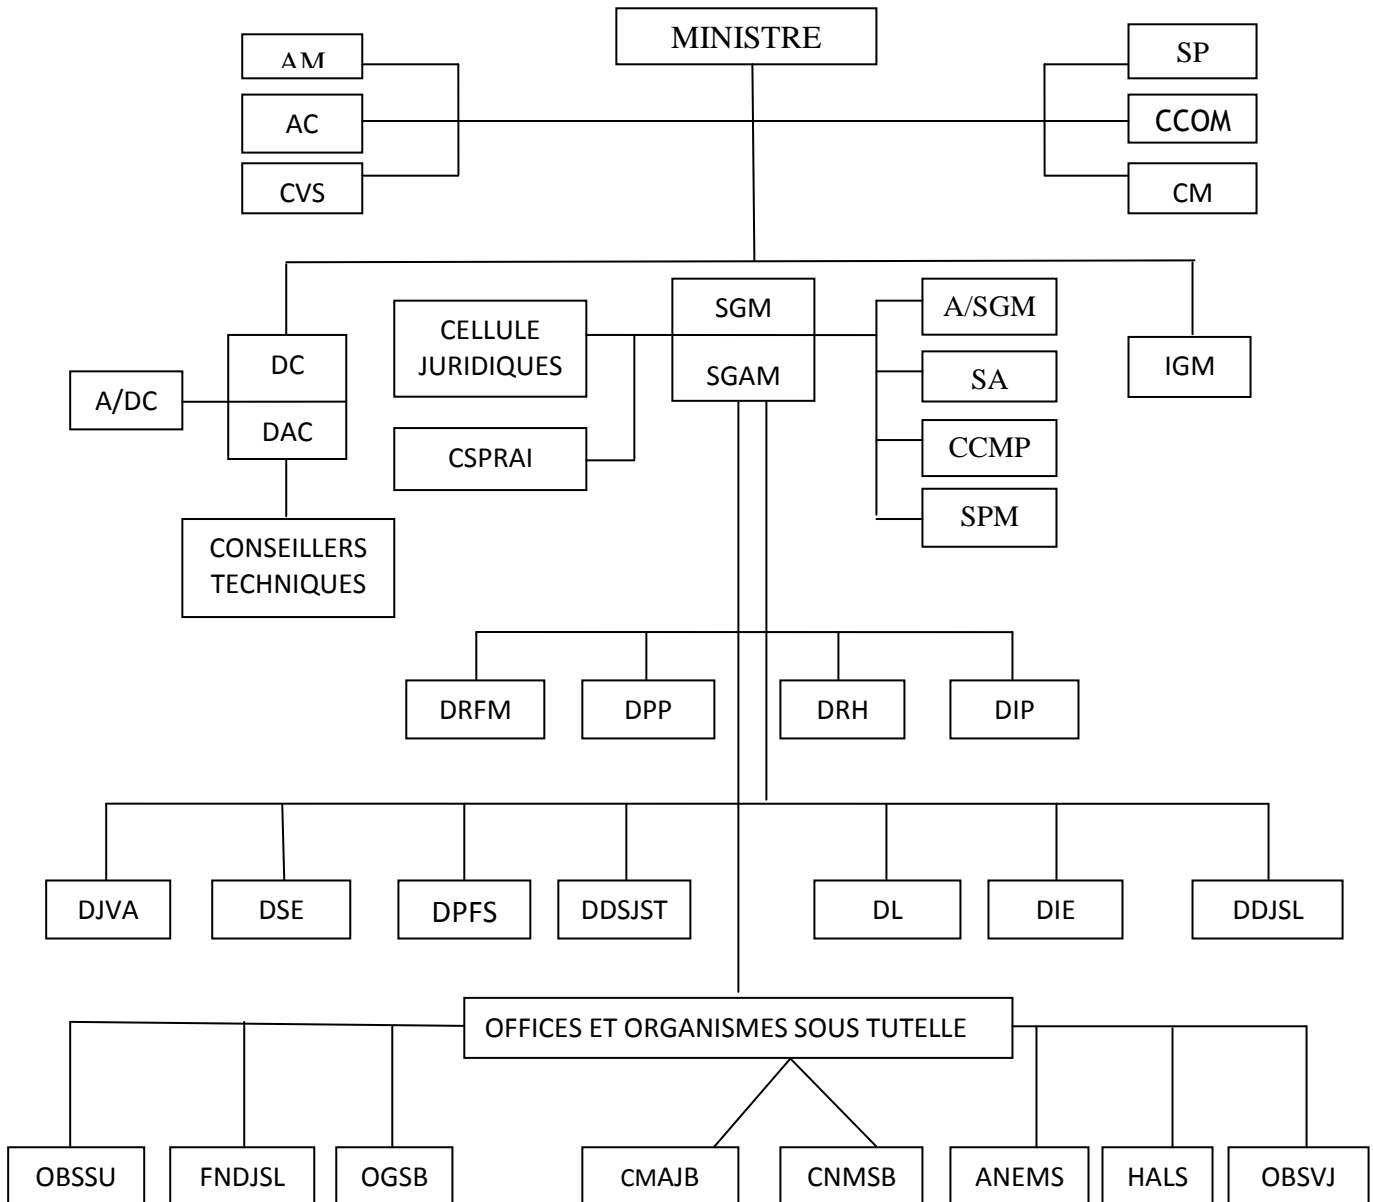 MINISTRE
AM
SP
AC
CCOM
CVS
CM
SGM
A/SGM
CELLULE
JURIDIQUES
DC
IGM
SGAM
SA
A/DC
DAC
CSPRAI
CCMP
SPM
CONSEILLERS
TECHNIQUES
DRFM
DPP
DRH
DIP
DJVA
DSE
DPFS
DDSJST
DL
DIE
DDJSL
OFFICES ET ORGANISMES SOUS TUTELLE
OBSSU
FNDJSL
OGSB
CMAJB
CNMSB
ANEMS
HALS
OBSVJ